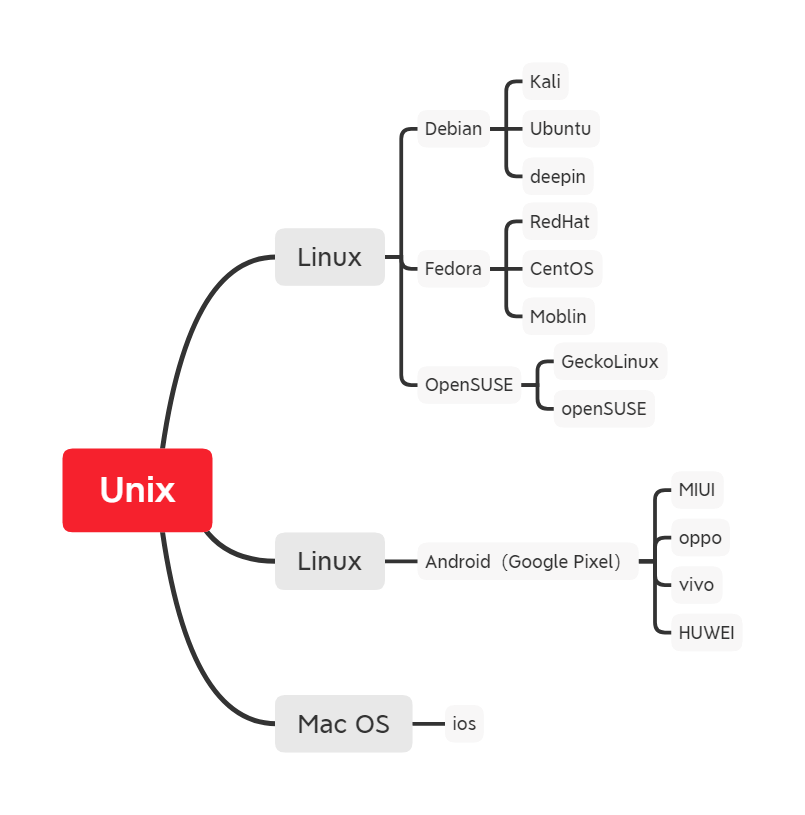 Unix
Linux
Debian
Kali
Ubuntu
deepin
Fedora
RedHat
CentOS
Moblin
OpenSUSE
GeckoLinux
openSUSE
Linux
Android（Google Pixel）
MIUI
oppo
vivo
HUWEI
Mac OS
ios